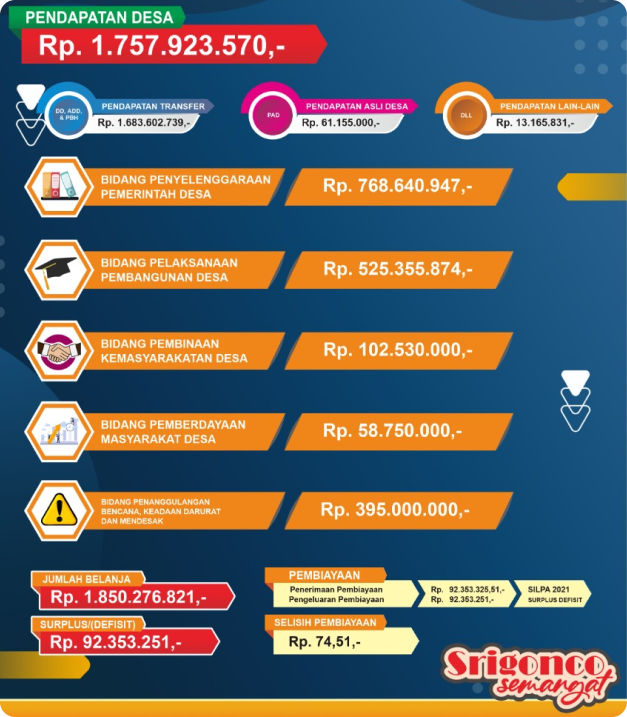 PENDAPATAN DESA
Rp. 1.757.923.570,-
DD, ADD,
& PBH
PENDAPATAN TRANSFER
Rp. 1.683.602.739,-
PAD
PENDAPATAN ASLI DESA
Rp. 61.155.000,-
DLL
PENDAPATAN LAIN-LAIN
Rp. 13.165.831,-
BIDANG PENYELENGGARAAN
PEMERINTAH DESA
Rp. 768.640.947,-
BIDANG PELAKSANAAN
PEMBANGUNAN DESA
Rp. 525.355.874,-
BIDANG PEMBINAAN
KEMASYARAKATAN DESA
Rp. 102.530.000,-
BIDANG PEMBERDAYAAN
MASYARAKAT DESA
Rp. 58.750.000,-
BIDANG PENANGGULANGAN
BENCANA, KEADAAN DARURAT
DAN MENDESAK
Rp. 395.000.000,-
JUMLAH BELANJA
Rp. 1.850.276.821,-
SURPLUS/(DEFISIT)
Rp. 92.353.251,-
PEMBIAYAAN
Penerimaan Pembiayaan Rp. 92.353.325,51,- SILPA 2021
Pengeluaran Pembiayaan Rp. 92.353.251,- SURPLUS DEFISIT
SELISIH PEMBIAYAAN
Rp. 74,51,-
Srigonco
semangat